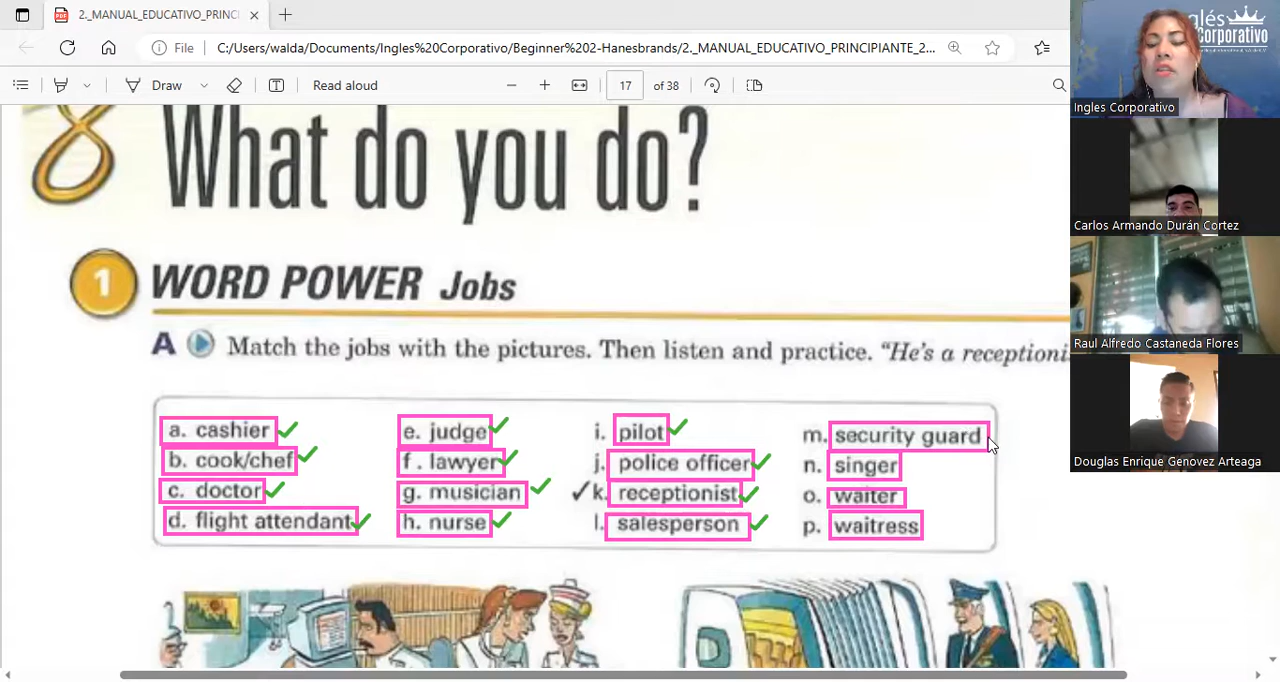 2._MANUAL_EDUCATIVO_PRINCI
File
C:/Users/walda/Documents/Ingles%20Corporativo/Beginner%202-Hanesbrands/2._MANUAL_EDUCATIVO_PRINCIPIANTE_2...
Draw
Read aloud
17 of 38
8 What do you do?
1 WORD POWER Jobs
A Match the jobs with the pictures. Then listen and practice. "He's a receptioni
a. cashier e. judge i. pilot m. security guard
b. cook/chef f. lawyer j. police officer n. singer
c. doctor g. musician k. receptionist o. waiter
d. flight attendant h. nurse l. salesperson p. waitress
glés
Corporativo
Ingles Corporativo
Carlos Armando Durán Cortez
Raul Alfredo Castaneda Flores
Douglas Enrique Genovez Arteaga